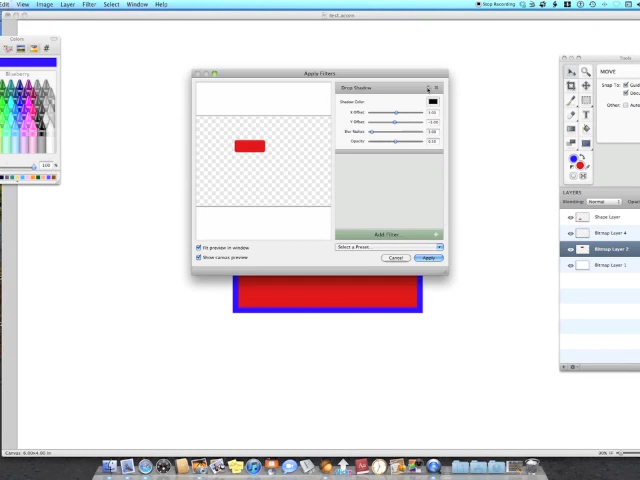 Edit View Image Layer Filter Select Window Help
Stop Recording
test.acorn
Colors
Blueberry
100 %
Apply Filters
Drop Shadow
Shadow Color:
X Offset:
Y Offset:
Blur Radius:
Opacity:
Add Filter...
Fit preview in window
Show canvas preview
Select a Preset...
Cancel Apply
Tools
MOVE
Snap To:
Other:
LAYERS
Blending: Normal
Shape Layer
Bitmap Layer 4
Bitmap Layer 2
Bitmap Layer 1